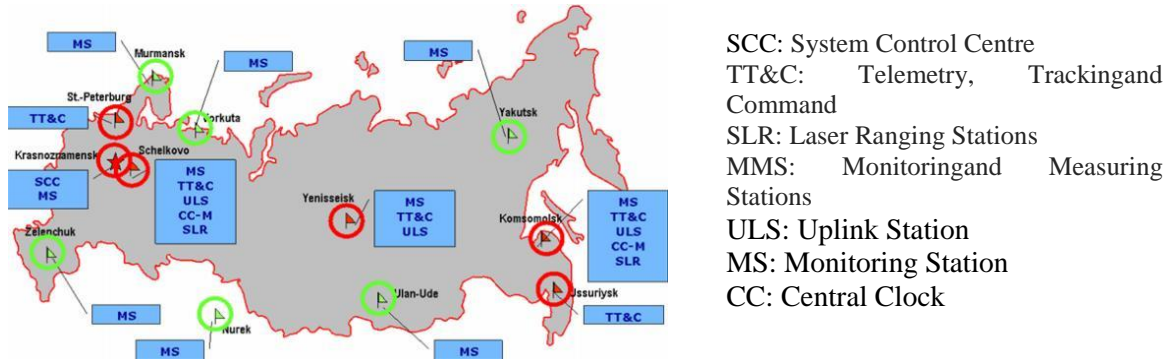 MS
Murmansk
MS
MS
St.-Peterburg
TT&C
Vorkuta
Yakutsk
Krasnoznamensk
Schelkovo
SCC
MS
MS
TT&C
ULS
CC-M
SLR
Yenisseisk
MS
TT&C
ULS
Komsomolsk
MS
TT&C
ULS
CC-M
SLR
Zelenchuk
MS
Nurek
MS
Ulan-Ude
MS
Ussuriysk
TT&C
SCC: System Control Centre
TT&C: Telemetry, Trackingand
Command
SLR: Laser Ranging Stations
MMS: Monitoringand Measuring
Stations
ULS: Uplink Station
MS: Monitoring Station
CC: Central Clock